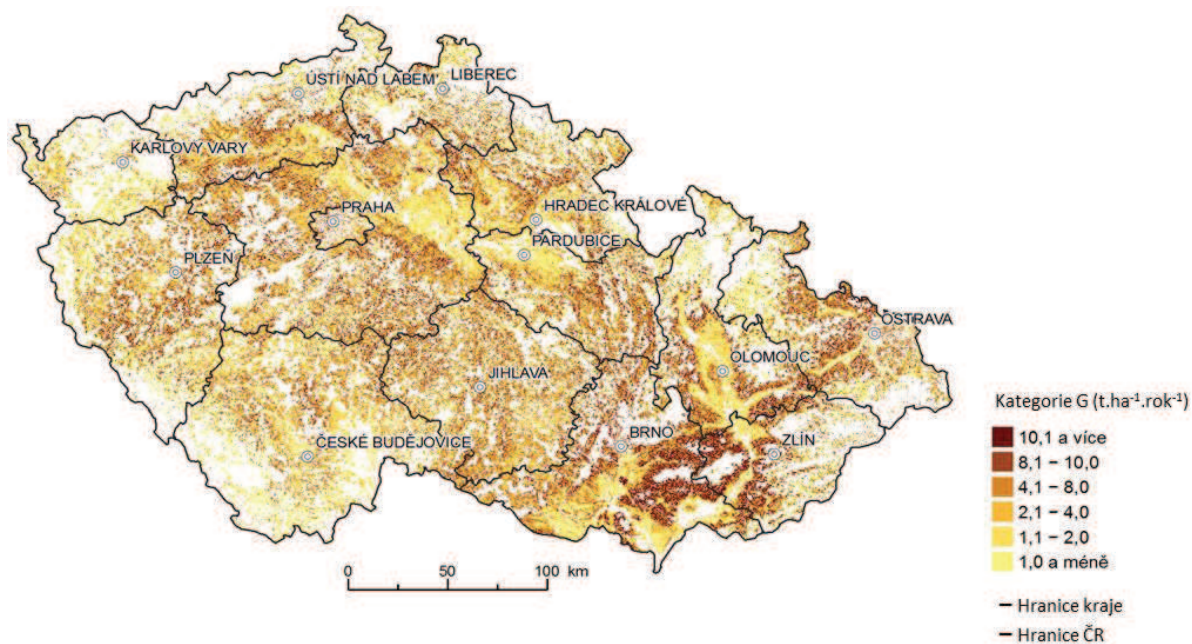 ÚSTÍ NAD LABEM
LIBEREC
KARLOVY VARY
PRAHA
HRADEC KRÁLOVÉ
PARDUBICE
PLZEŇ
OSTRAVA
OLOMOUC
JIHLAVA
BRNO
ZLÍN
ČESKÉ BUDĚJOVICE
Kategorie G (t.ha⁻¹.rok⁻¹)
10,1 a více
8,1 – 10,0
4,1 – 8,0
2,1 – 4,0
1,1 – 2,0
1,0 a méně
0 50 100 km
Hranice kraje
Hranice ČR